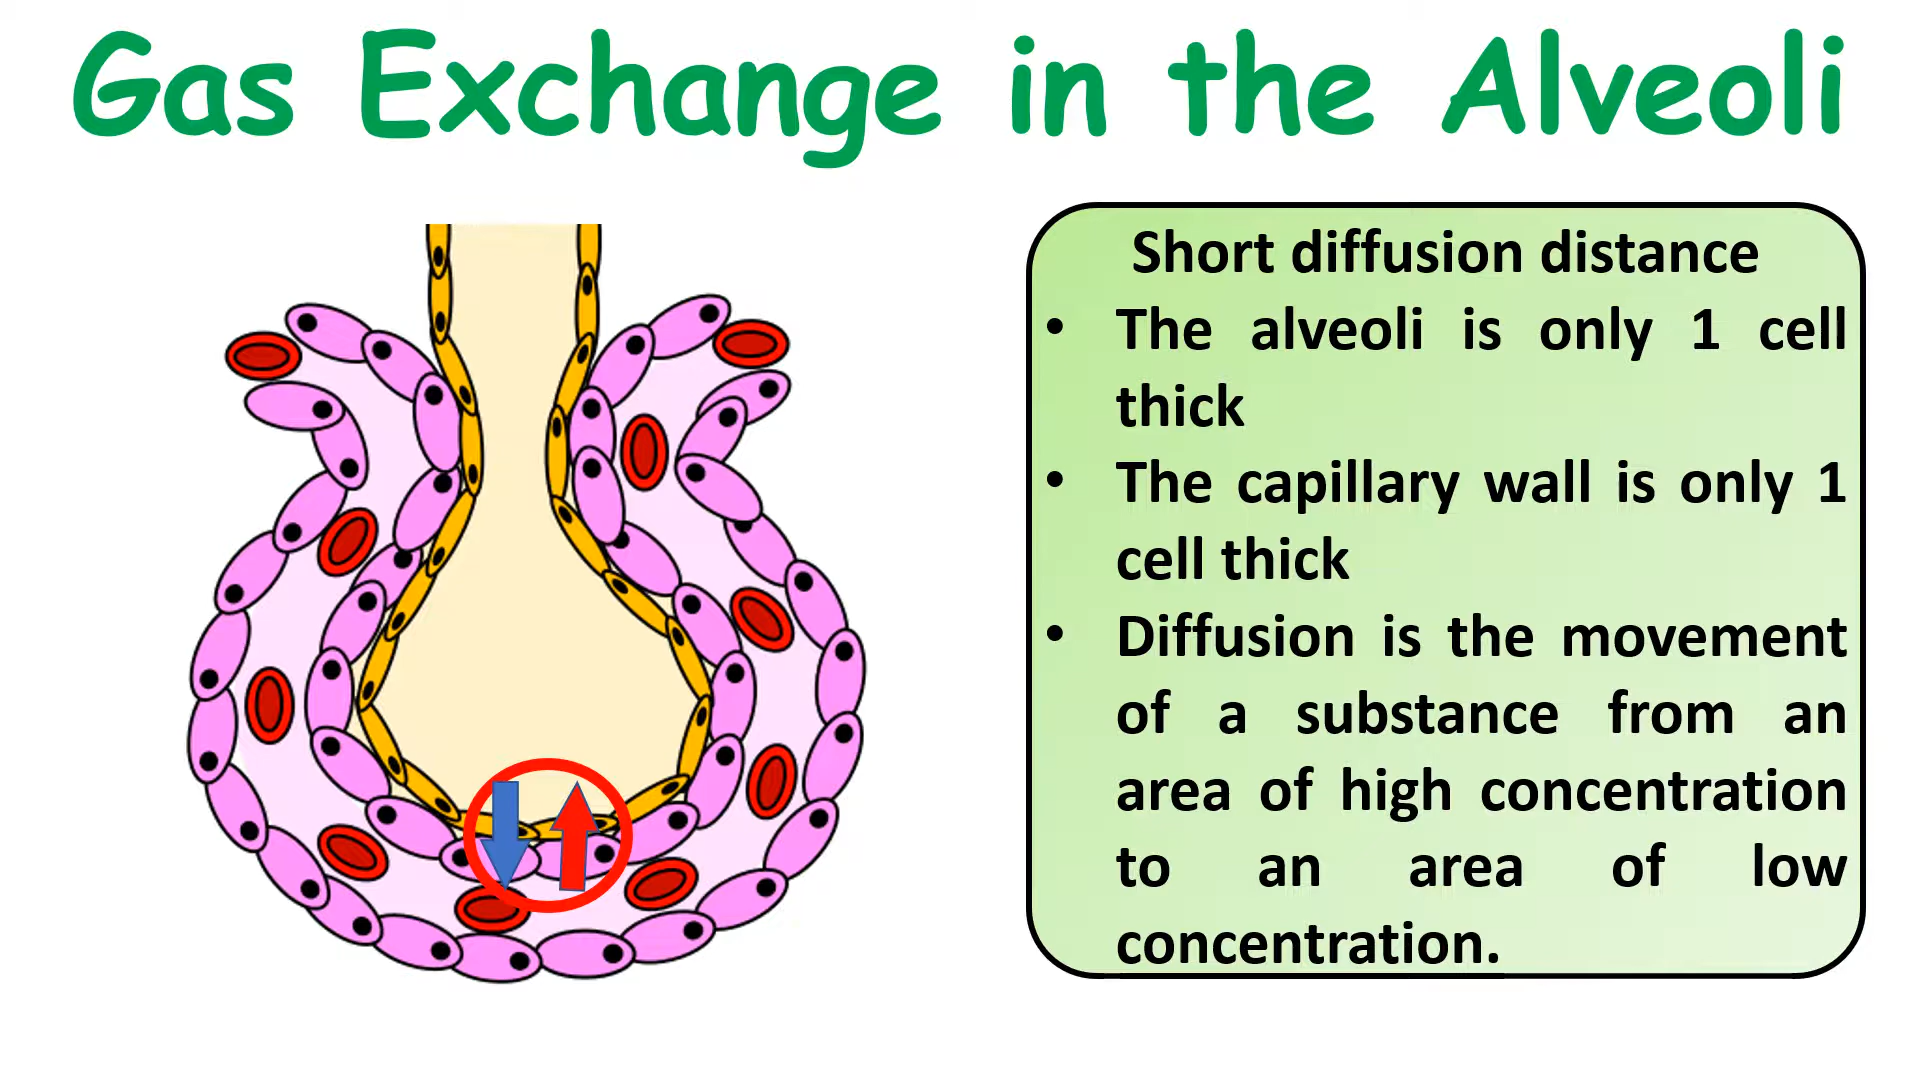 Gas Exchange in the Alveoli
Short diffusion distance
• The alveoli is only 1 cell
thick
• The capillary wall is only 1
cell thick
• Diffusion is the movement
of a substance from an
area of high concentration
to an area of low
concentration.